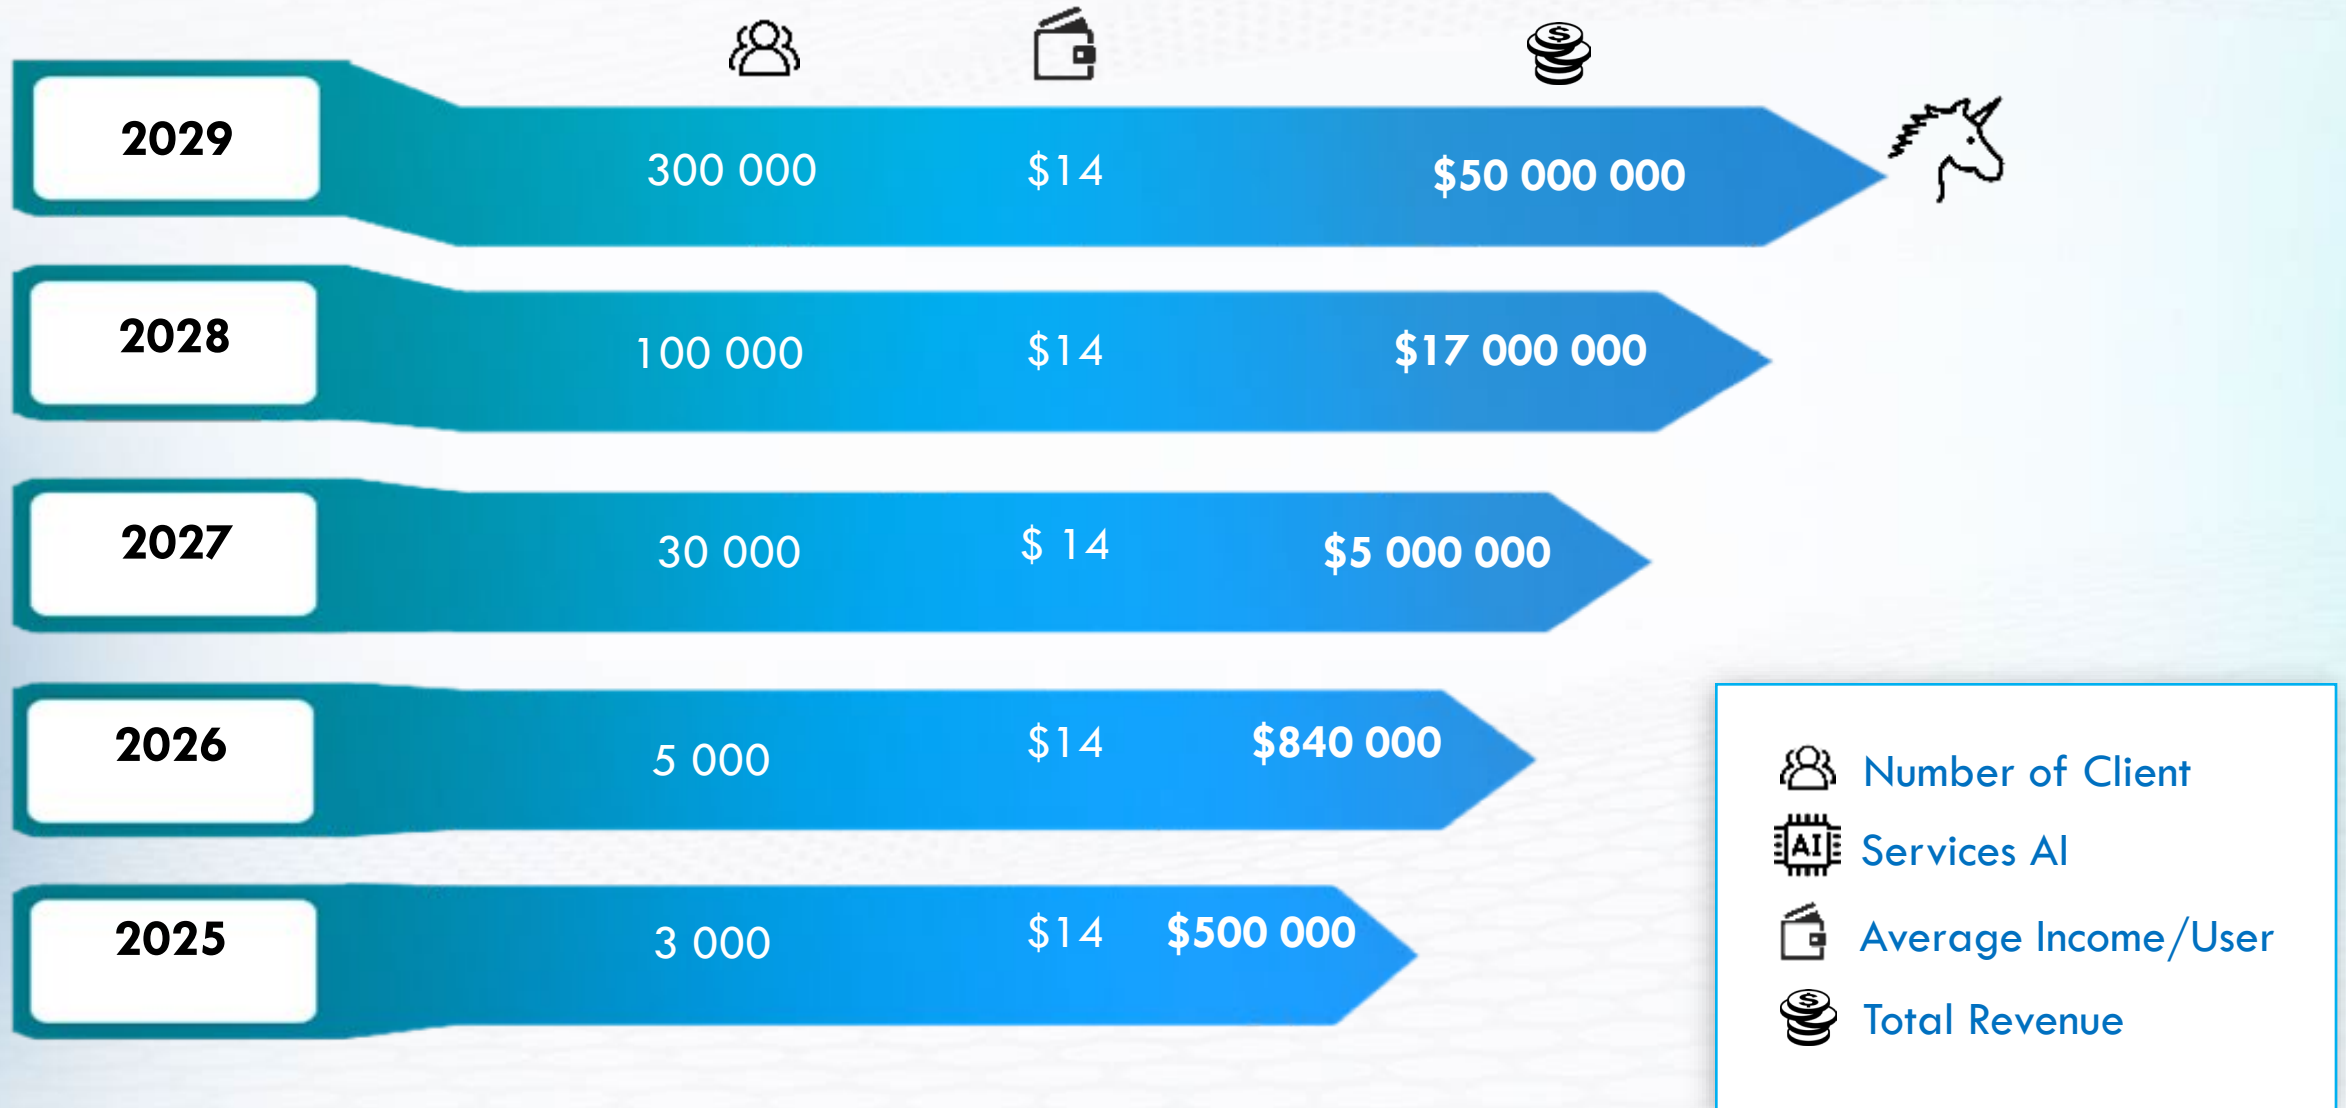 2029
300 000 $14 $50 000 000
2028
100 000 $14 $17 000 000
2027
30 000 $ 14 $5 000 000
2026
5 000 $14 $840 000
2025
3 000 $14 $500 000
Number of Client
AI Services AI
Average Income/User
Total Revenue